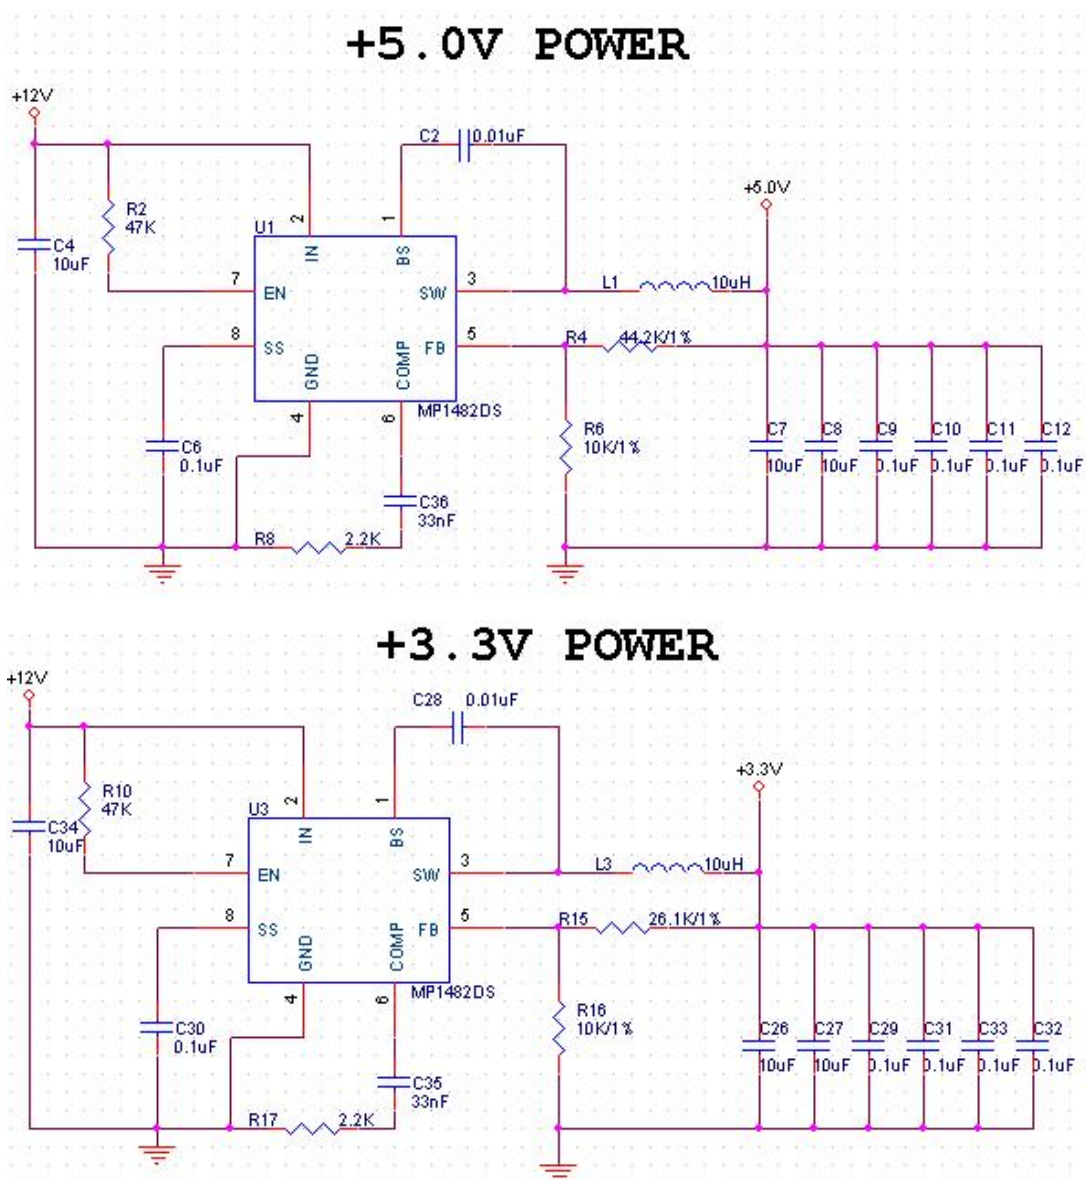 +5.0V POWER
+12V
C2 0.01uF
+5.0V
R2
47K
C4
10uF
U1
2
1
IN
BS
7
EN
SW
3
L1 10uH
8
SS
GND
COMP
FB
5
R4 44.2K/1%
4
6
MP1482DS
C6
0.1uF
R6
10K/1%
C7
10uF
C8
10uF
C9
0.1uF
C10
0.1uF
C11
0.1uF
C12
0.1uF
C36
33nF
R8 2.2K
+3.3V POWER
+12V
C28 0.01uF
+3.3V
R10
47K
C34
10uF
U3
2
1
IN
BS
7
EN
SW
3
L3 10uH
8
SS
GND
COMP
FB
5
R15 26.1K/1%
4
6
MP1482DS
C30
0.1uF
R16
10K/1%
C26
10uF
C27
10uF
C29
0.1uF
C31
0.1uF
C33
0.1uF
C32
0.1uF
C35
33nF
R17 2.2K